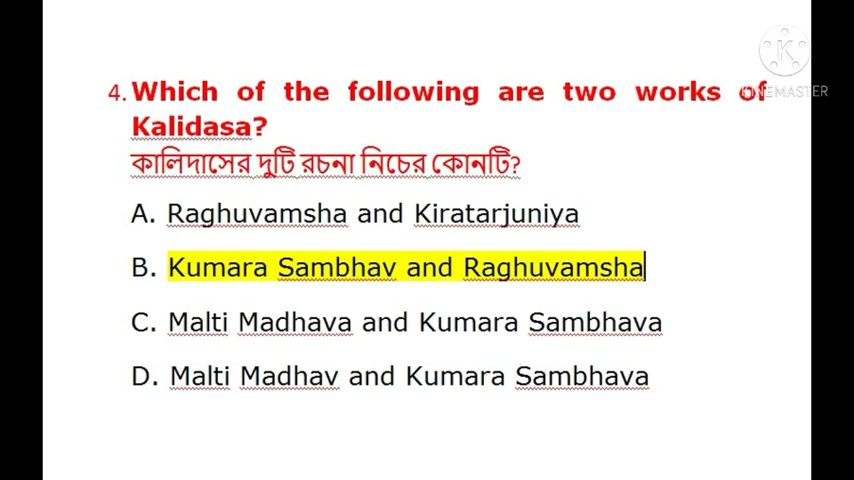 KINEMASTER
4. Which of the following are two works of
Kalidasa?
কালিদাসের দুটি রচনা নিচের কোনটি?
A. Raghuvamsha and Kiratarjuniya
B. Kumara Sambhav and Raghuvamsha
C. Malti Madhava and Kumara Sambhava
D. Malti Madhav and Kumara Sambhava